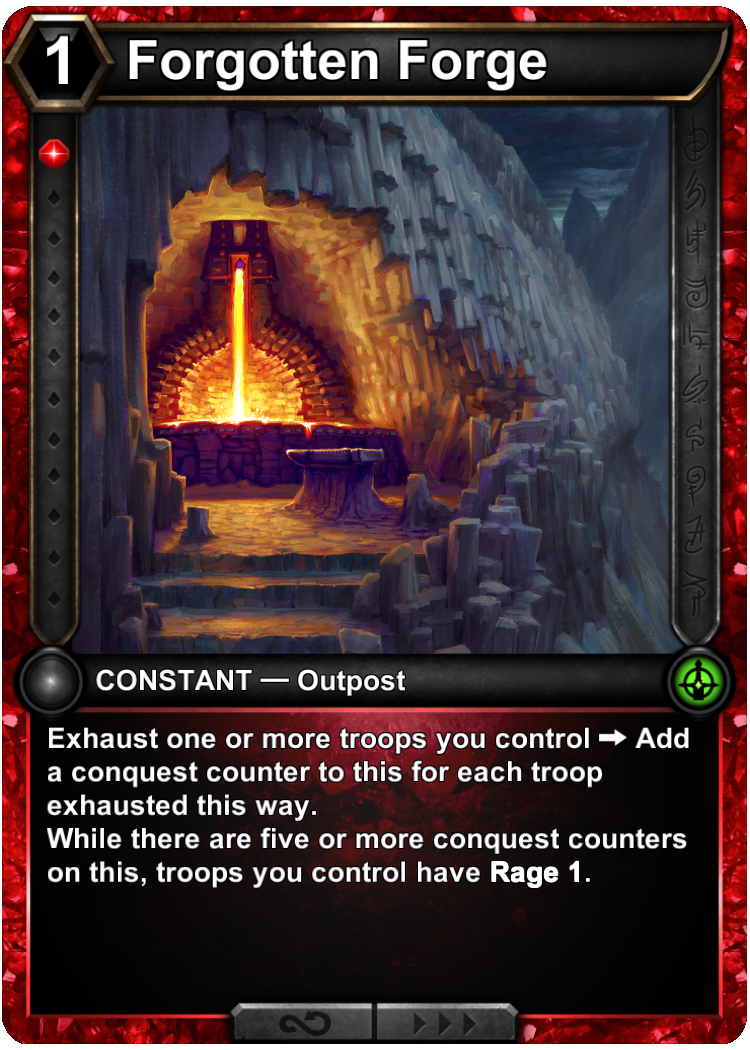 1
Forgotten Forge
CONSTANT — Outpost
Exhaust one or more troops you control ➡ Add
a conquest counter to this for each troop
exhausted this way.
While there are five or more conquest counters
on this, troops you control have Rage 1.